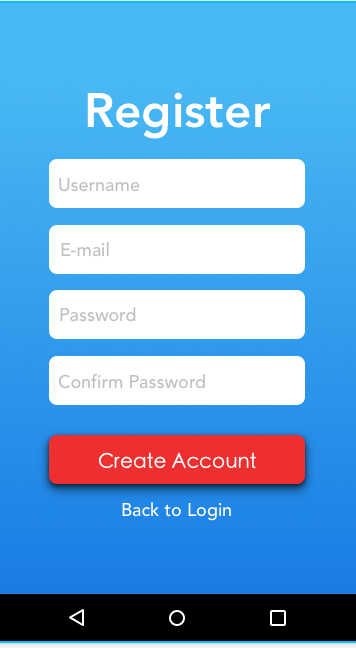 Register
Username
E-mail
Password
Confirm Password
Create Account
Back to Login